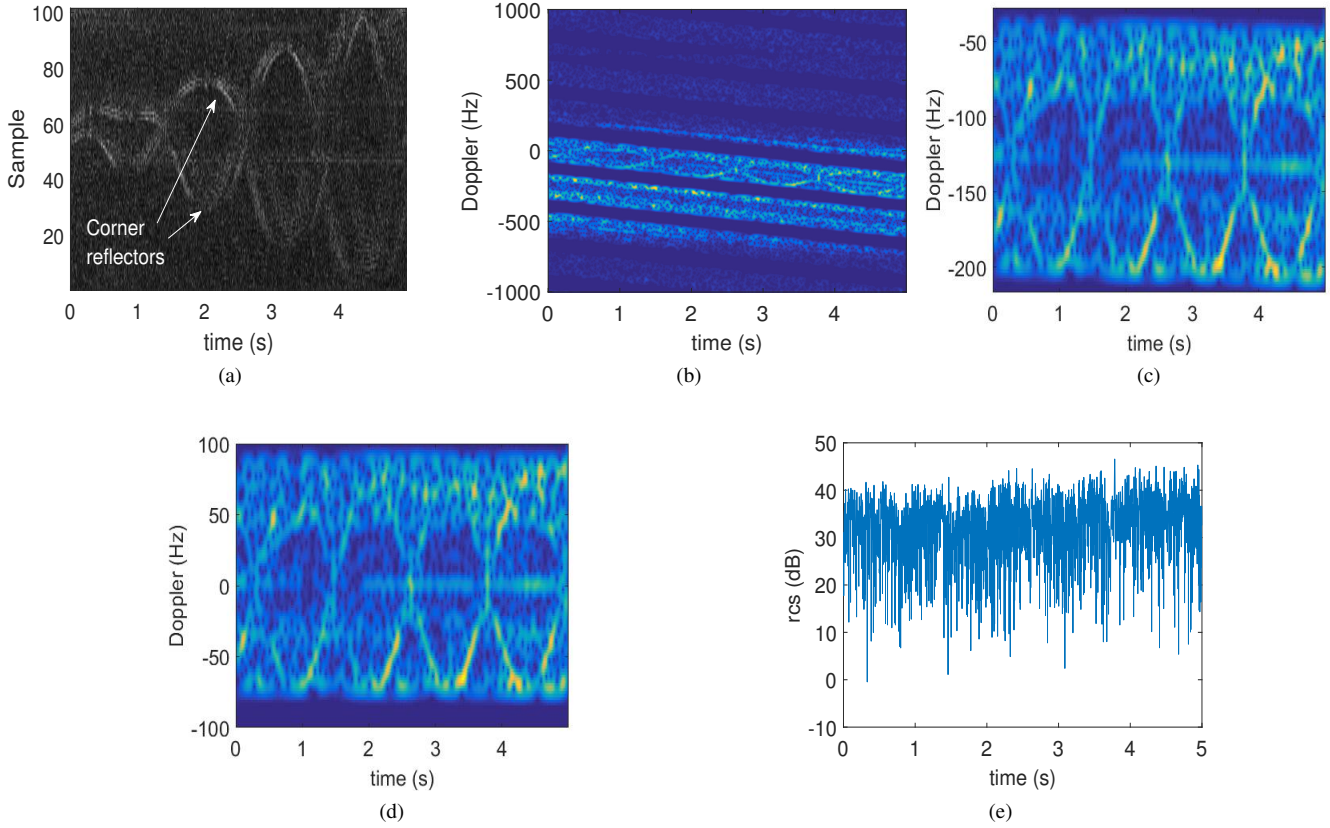 100
80
60
40
20
Sample
Corner
reflectors
0 1 2 3 4
time (s)
(a)
1000
500
0
-500
-1000
Doppler (Hz)
0 1 2 3 4
time (s)
(b)
-50
-100
-150
-200
Doppler (Hz)
0 1 2 3 4
time (s)
(c)
100
50
0
-50
-100
Doppler (Hz)
0 1 2 3 4
time (s)
(d)
50
40
30
20
10
0
-10
rcs (dB)
0 1 2 3 4 5
time (s)
(e)